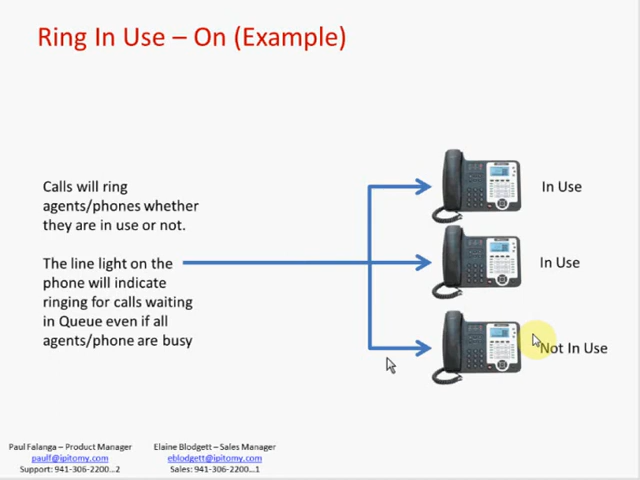 Ring In Use – On (Example)
Calls will ring
agents/phones whether
they are in use or not.
The line light on the
phone will indicate
ringing for calls waiting
in Queue even if all
agents/phone are busy
In Use
In Use
Not In Use
Paul Falanga – Product Manager
paulf@ipitomy.com
Support: 941-306-2200...2
Elaine Blodgett – Sales Manager
eblodgett@ipitomy.com
Sales: 941-306-2200...1